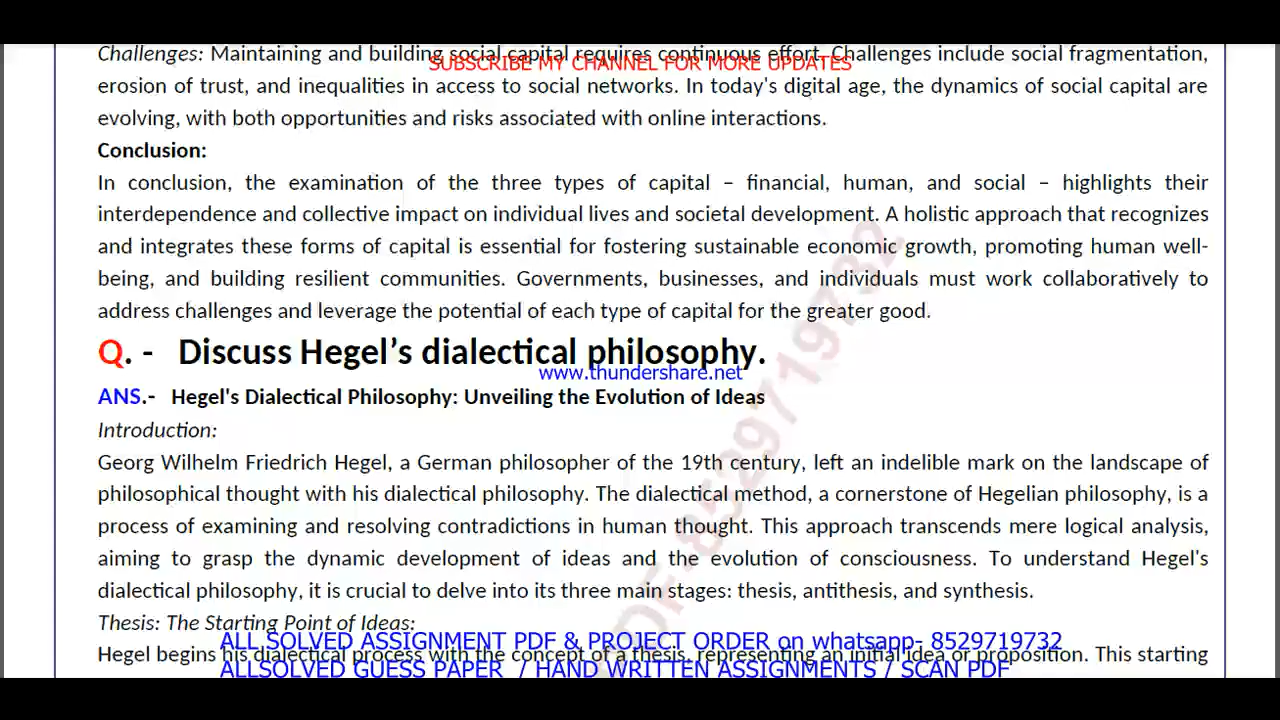 Challenges: Maintaining and building social capital requires continuous effort. Challenges include social fragmentation,
SUBSCRIBE MY CHANNEL FOR MORE UPDATES
erosion of trust, and inequalities in access to social networks. In today's digital age, the dynamics of social capital are
evolving, with both opportunities and risks associated with online interactions.
Conclusion:
In conclusion, the examination of the three types of capital – financial, human, and social – highlights their
interdependence and collective impact on individual lives and societal development. A holistic approach that recognizes
and integrates these forms of capital is essential for fostering sustainable economic growth, promoting human well-
being, and building resilient communities. Governments, businesses, and individuals must work collaboratively to
address challenges and leverage the potential of each type of capital for the greater good.
Q. - Discuss Hegel’s dialectical philosophy.
www.thundershare.net
ANS.- Hegel's Dialectical Philosophy: Unveiling the Evolution of Ideas
Introduction:
Georg Wilhelm Friedrich Hegel, a German philosopher of the 19th century, left an indelible mark on the landscape of
philosophical thought with his dialectical philosophy. The dialectical method, a cornerstone of Hegelian philosophy, is a
process of examining and resolving contradictions in human thought. This approach transcends mere logical analysis,
aiming to grasp the dynamic development of ideas and the evolution of consciousness. To understand Hegel's
dialectical philosophy, it is crucial to delve into its three main stages: thesis, antithesis, and synthesis.
Thesis: The Starting Point of Ideas:
ALL SOLVED ASSIGNMENT PDF & PROJECT ORDER on whatsapp- 8529719732
Hegel begins his dialectical process with the concept of a thesis, representing an initial idea or proposition. This starting
ALLSOLVED GUESS PAPER / HAND WRITTEN ASSIGNMENTS / SCAN PDF
PDF-8529719732